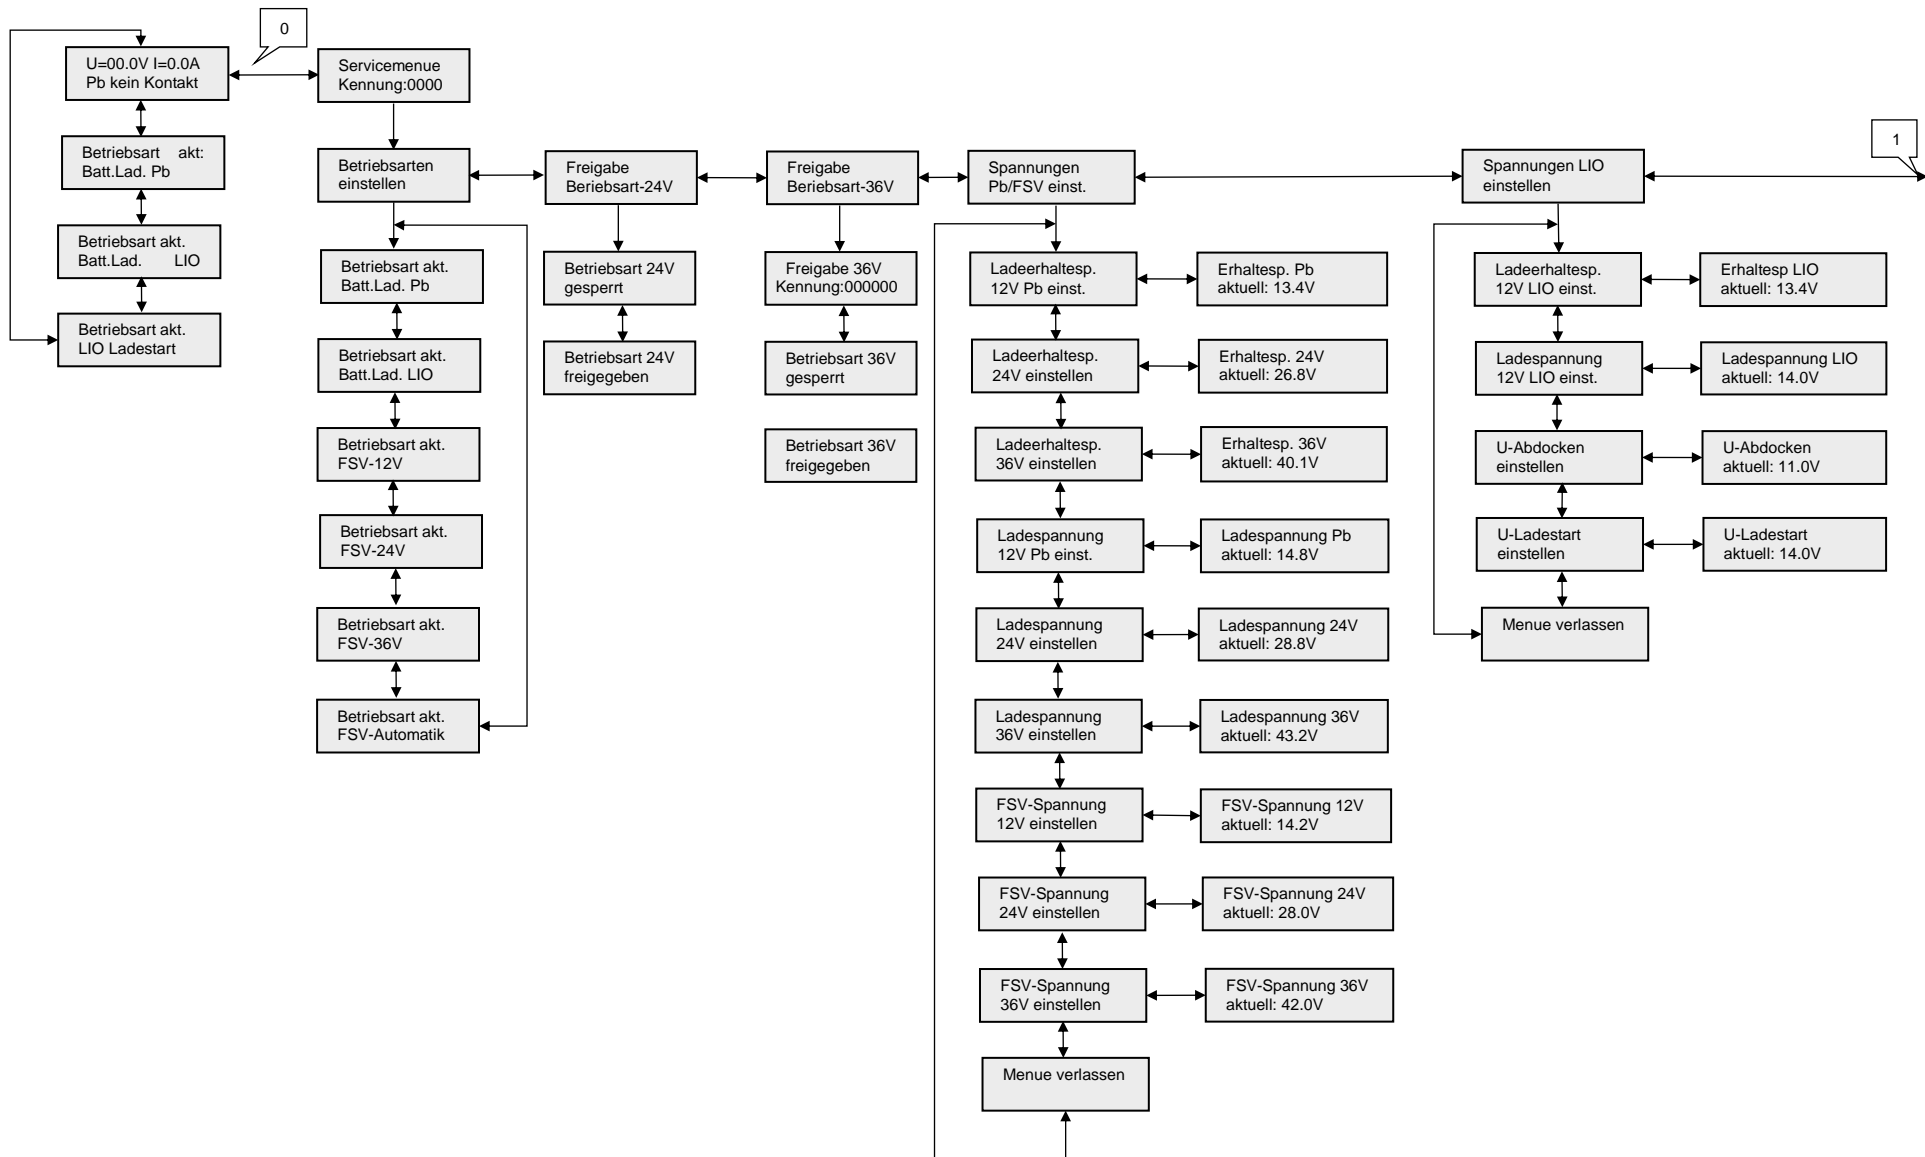 0
U=00.0V I=0.0A
Pb kein Kontakt
Betriebsart akt:
Batt.Lad. Pb
Betriebsart akt.
Batt.Lad. LIO
Betriebsart akt.
LIO Ladestart
Servicemenue
Kennung:0000
Betriebsarten
einstellen
Betriebsart akt.
Batt.Lad. Pb
Betriebsart akt.
Batt.Lad. LIO
Betriebsart akt.
FSV-12V
Betriebsart akt.
FSV-24V
Betriebsart akt.
FSV-36V
Betriebsart akt.
FSV-Automatik
Freigabe
Beriebsart-24V
Betriebsart 24V
gesperrt
Betriebsart 24V
freigegeben
Freigabe
Beriebsart-36V
Freigabe 36V
Kennung:000000
Betriebsart 36V
gesperrt
Betriebsart 36V
freigegeben
Spannungen
Pb/FSV einst.
Ladeerhaltesp.
12V Pb einst.
Erhaltesp. Pb
aktuell: 13.4V
Ladeerhaltesp.
24V einstellen
Erhaltesp. 24V
aktuell: 26.8V
Ladeerhaltesp.
36V einstellen
Erhaltesp. 36V
aktuell: 40.1V
Ladespannung
12V Pb einst.
Ladespannung Pb
aktuell: 14.8V
Ladespannung
24V einstellen
Ladespannung 24V
aktuell: 28.8V
Ladespannung
36V einstellen
Ladespannung 36V
aktuell: 43.2V
FSV-Spannung
12V einstellen
FSV-Spannung 12V
aktuell: 14.2V
FSV-Spannung
24V einstellen
FSV-Spannung 24V
aktuell: 28.0V
FSV-Spannung
36V einstellen
FSV-Spannung 36V
aktuell: 42.0V
Menue verlassen
Spannungen LIO
einstellen
1
Ladeerhaltesp.
12V LIO einst.
Erhaltesp LIO
aktuell: 13.4V
Ladespannung
12V LIO einst.
Ladespannung LIO
aktuell: 14.0V
U-Abdocken
einstellen
U-Abdocken
aktuell: 11.0V
U-Ladestart
einstellen
U-Ladestart
aktuell: 14.0V
Menue verlassen